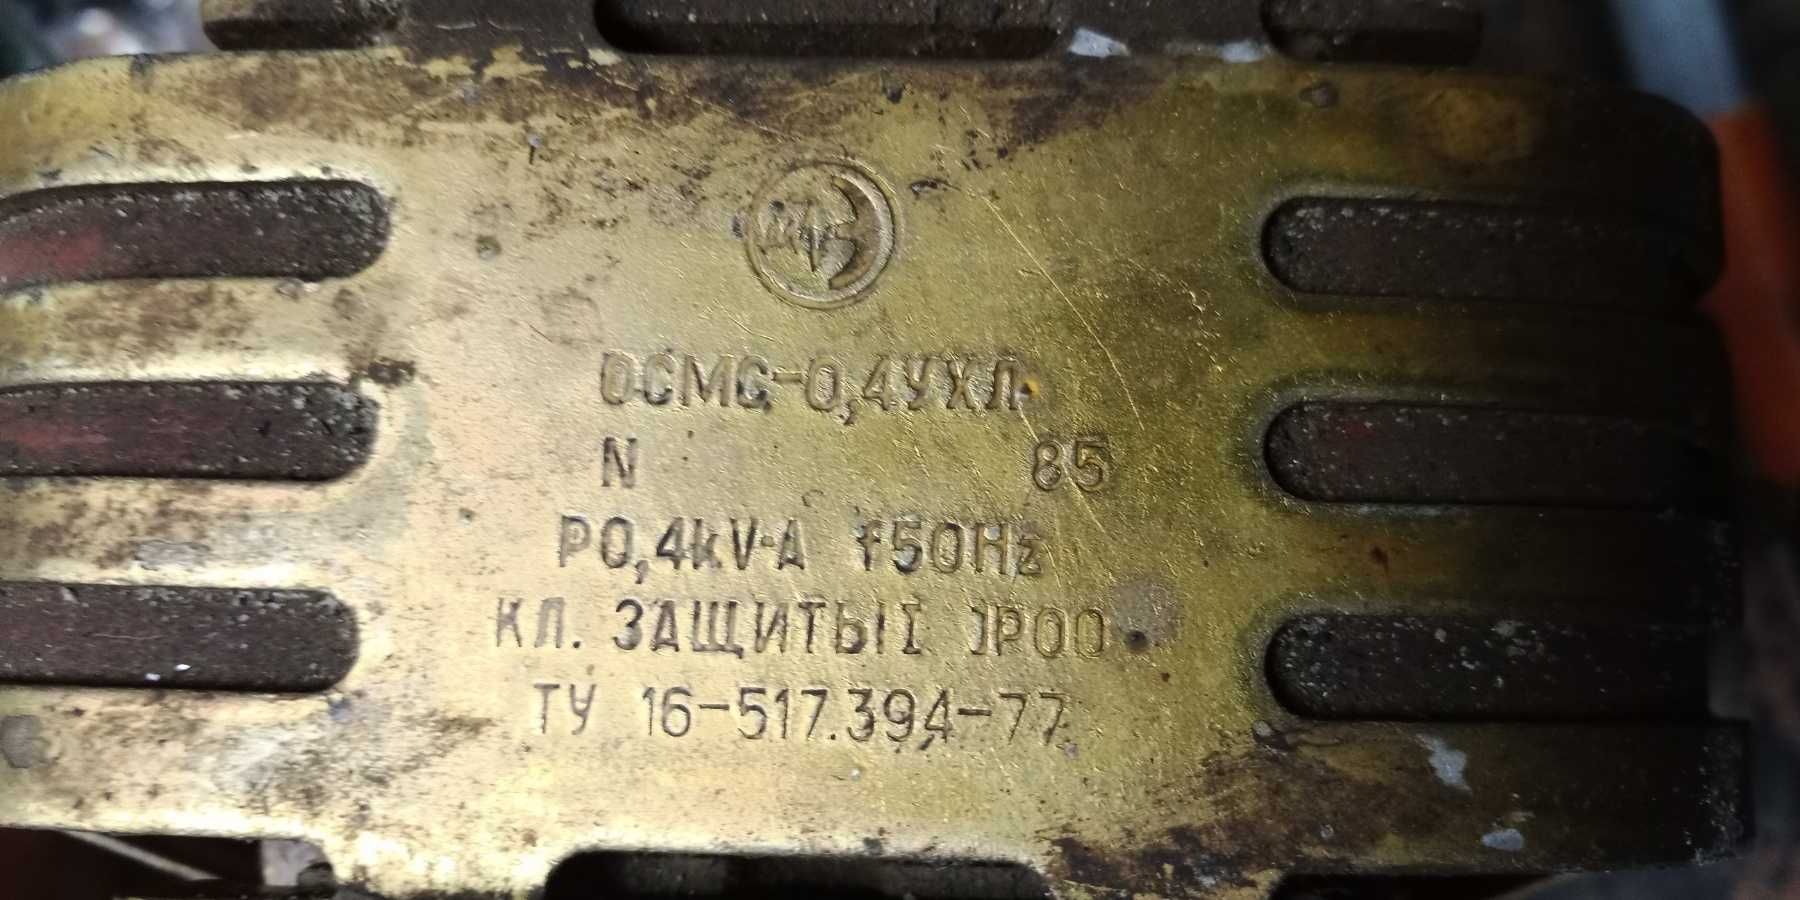 ОСМС-0,4УХЛ
N 85
P0,4kV·A f50Hz
КЛ. ЗАЩИТЫ I IP00
ТУ 16-517.394-77